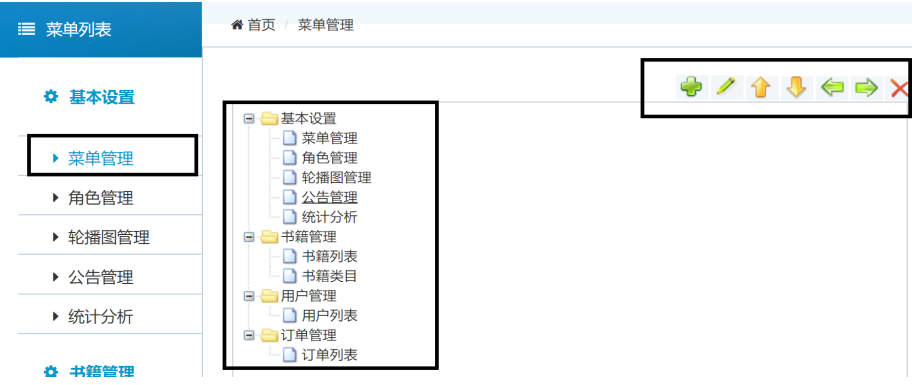 菜单列表
首页 / 菜单管理
基本设置
菜单管理
角色管理
轮播图管理
公告管理
统计分析
书籍管理
基本设置
菜单管理
角色管理
轮播图管理
公告管理
统计分析
书籍管理
书籍列表
书籍类目
用户管理
用户列表
订单管理
订单列表